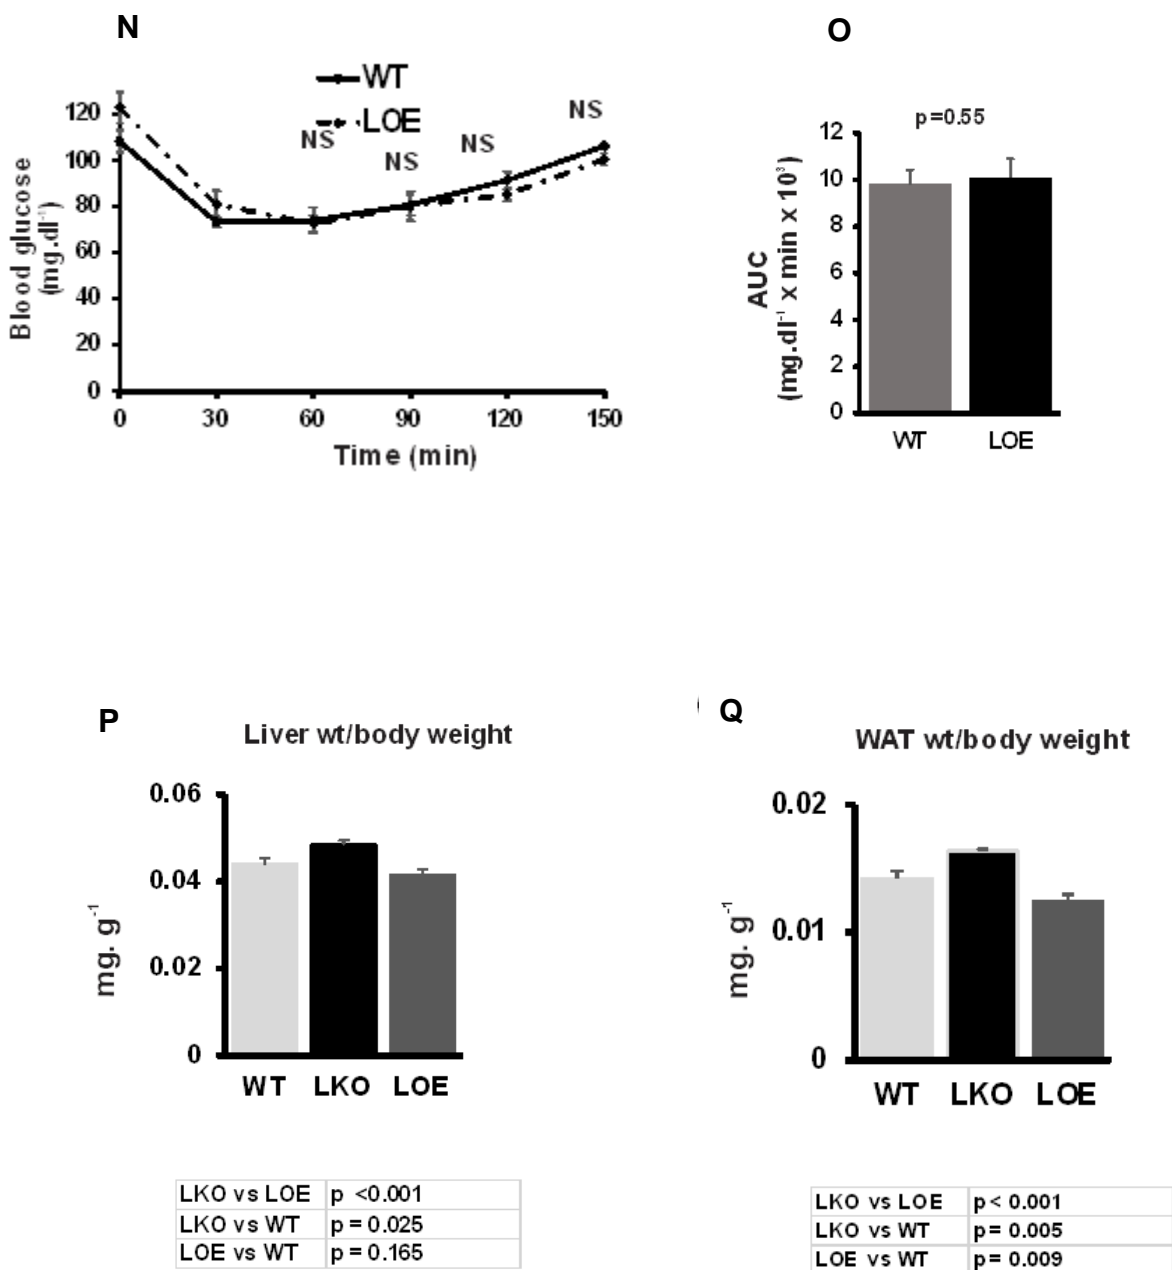 N
WT
LOE
NS
NS
NS
NS
120
100
80
60
40
20
0
0 30 60 90 120 150
Blood glucose
(mg.dl⁻¹)
Time (min)
O
p=0.55
12
10
8
6
4
2
0
AUC
(mg.dl⁻¹ x min x 10³)
WT LOE
P
Liver wt/body weight
0.06
0.04
0.02
0
mg. g⁻¹
WT LKO LOE
LKO vs LOE p <0.001
LKO vs WT p = 0.025
LOE vs WT p = 0.165
Q
WAT wt/body weight
0.02
0.01
0
mg. g⁻¹
WT LKO LOE
LKO vs LOE p< 0.001
LKO vs WT p= 0.005
LOE vs WT p= 0.009